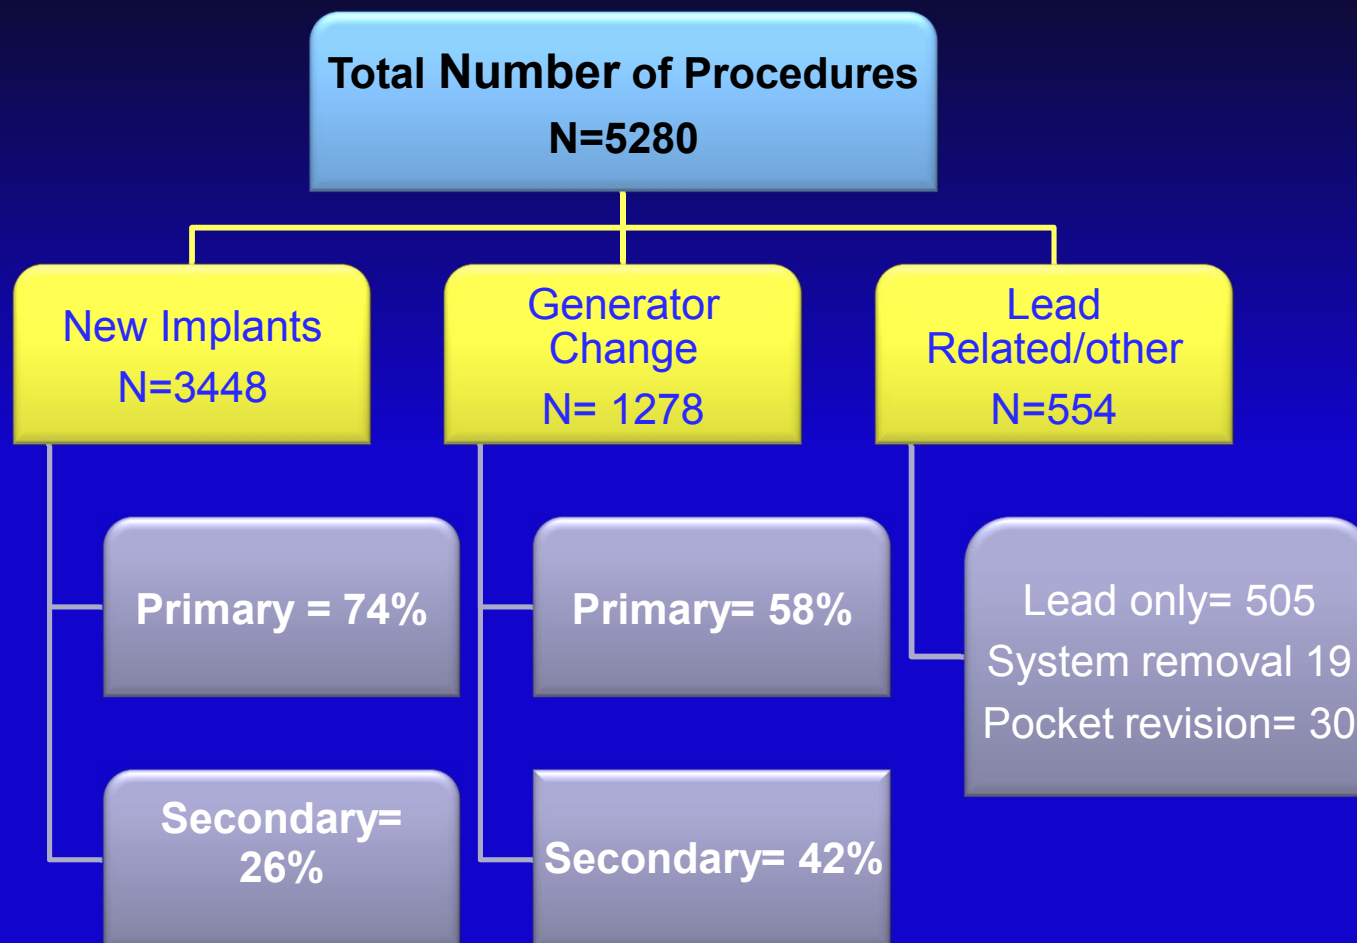 Total Number of Procedures
N=5280
New Implants
N=3448
Generator
Change
N= 1278
Lead
Related/other
N=554
Primary = 74%
Secondary=
26%
Primary= 58%
Secondary= 42%
Lead only= 505
System removal 19
Pocket revision= 30